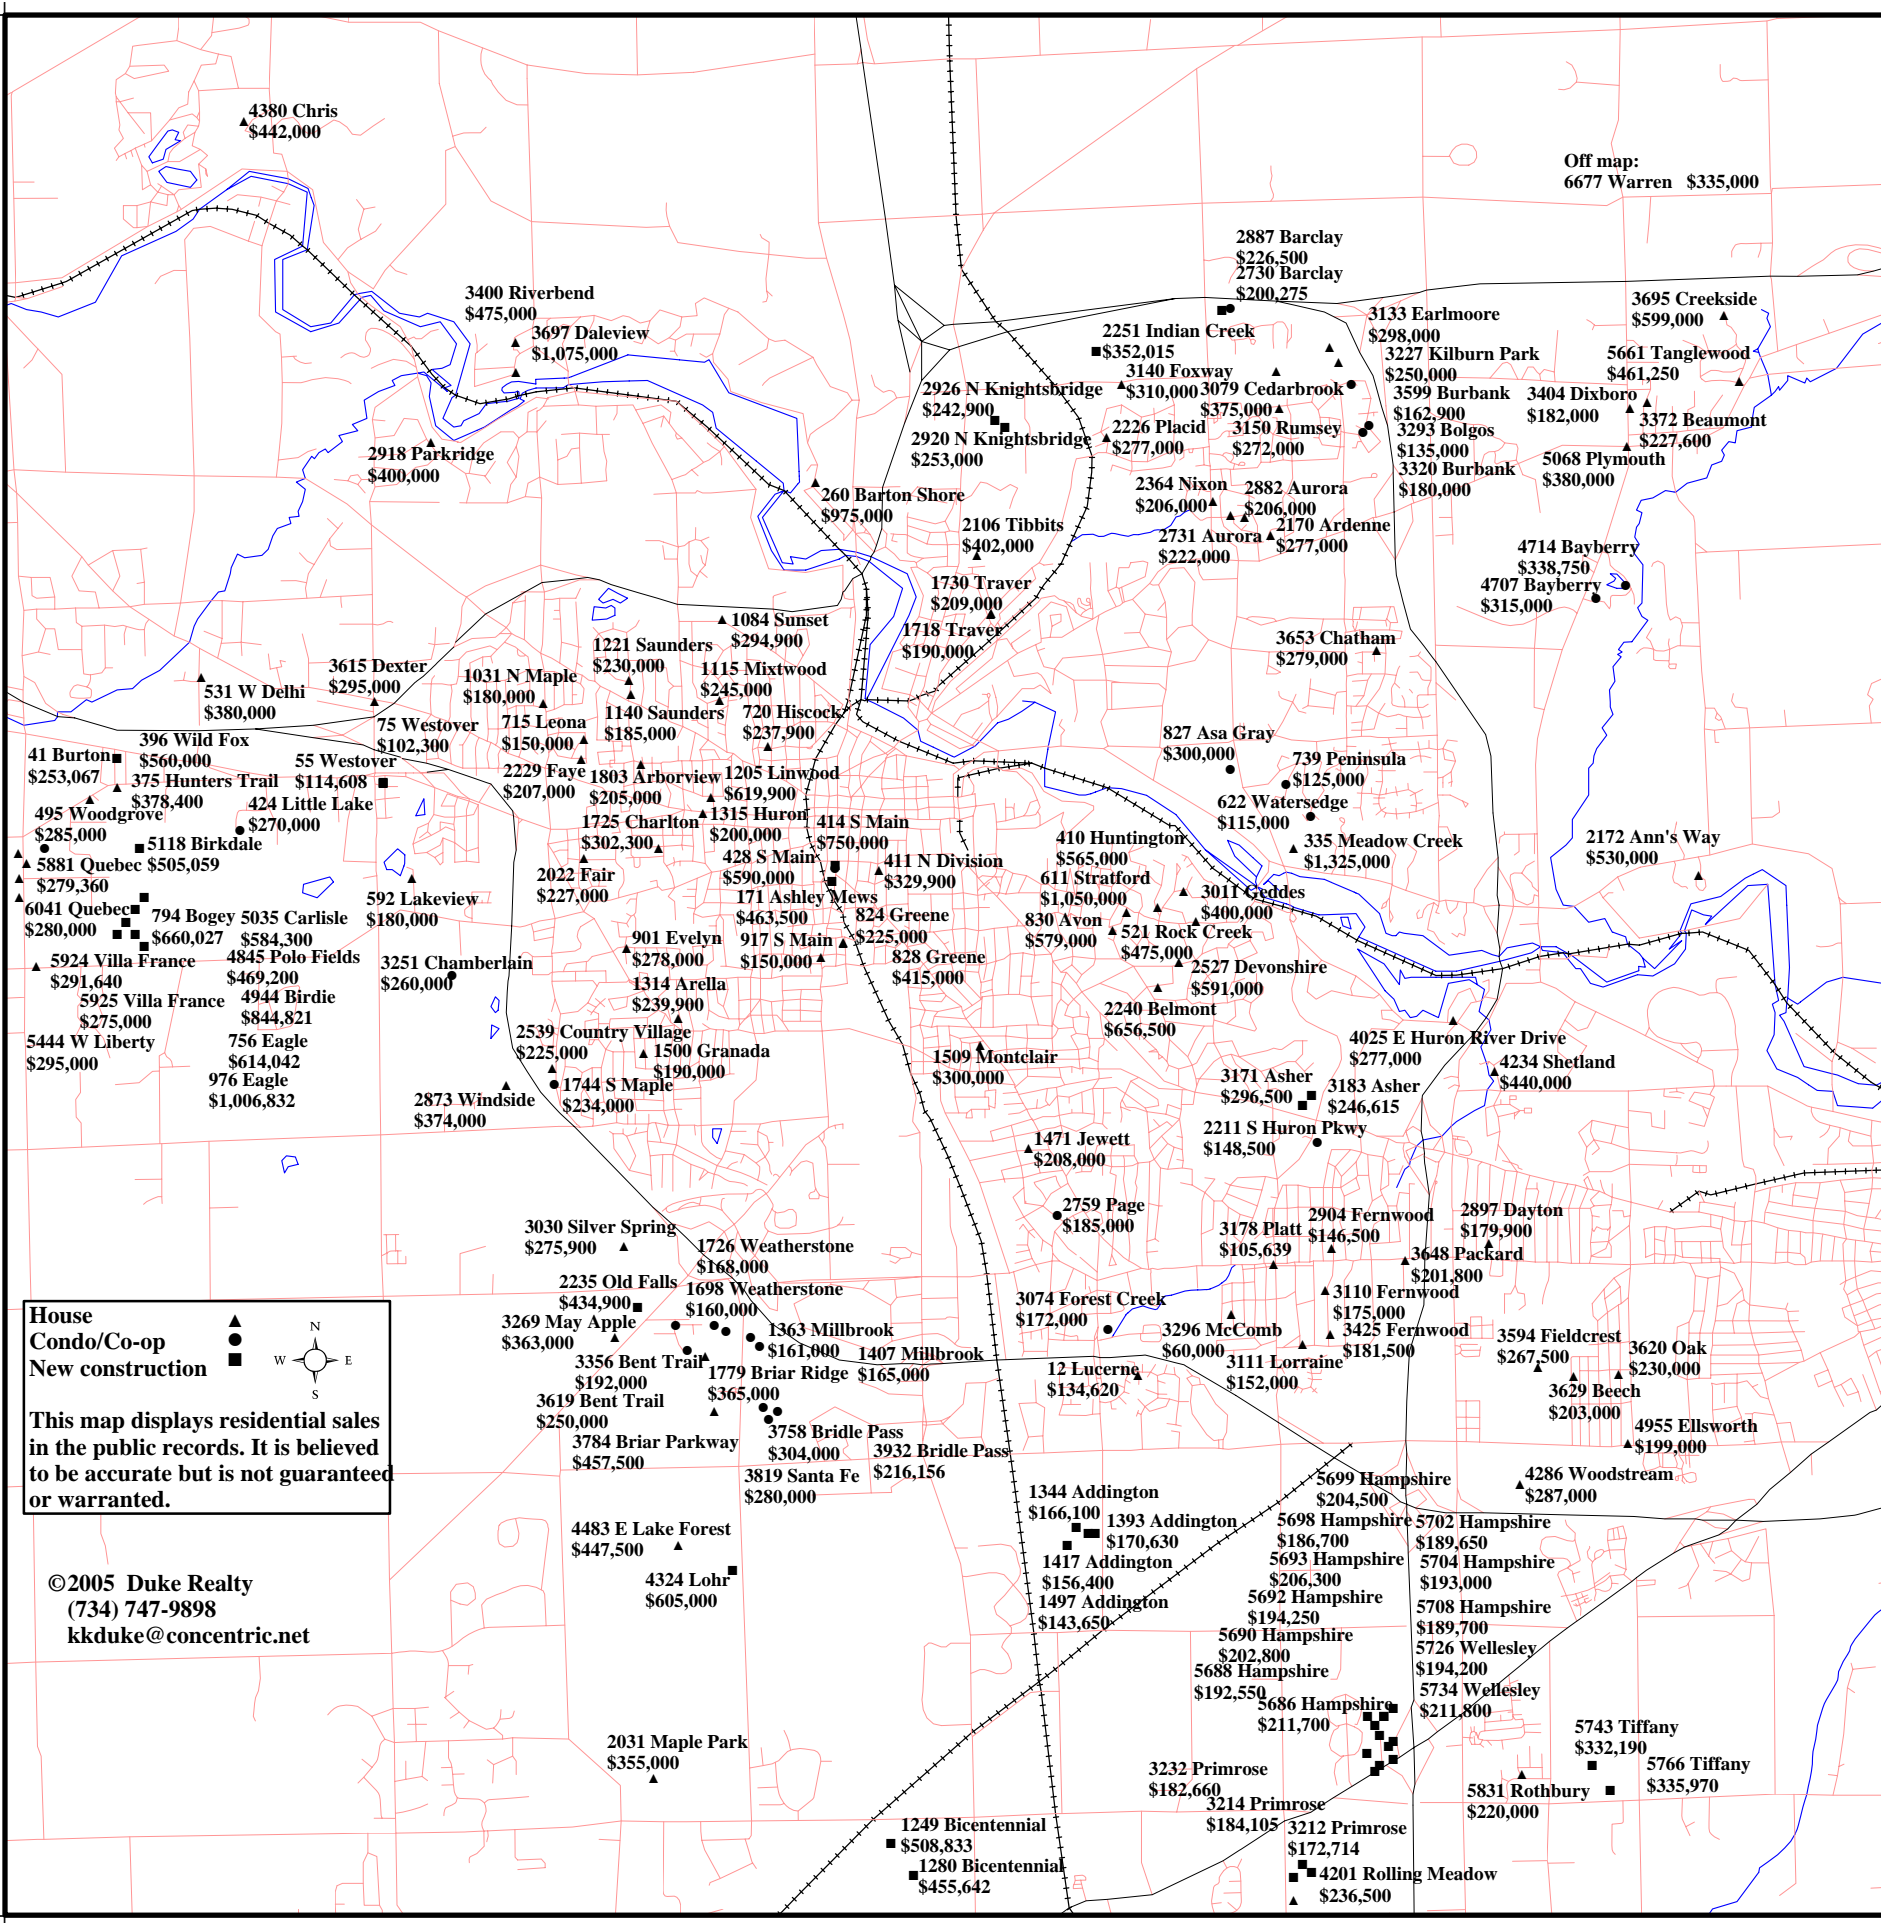 4380 Chris
$442,000
Off map:
6677 Warren $335,000
2887 Barclay
$226,500
2730 Barclay
$200,275
3400 Riverbend
$475,000
3697 Daleview
$1,075,000
2251 Indian Creek
$352,015
3140 Foxway
$310,000
3079 Cedarbrook
$375,000
3133 Earlmoore
$298,000
3227 Kilburn Park
$250,000
3599 Burbank
$162,900
3293 Bolgos
$135,000
3320 Burbank
$180,000
3695 Creekside
$599,000
5661 Tanglewood
$461,250
3404 Dixboro
$182,000
3372 Beaumont
$227,600
5068 Plymouth
$380,000
2926 N Knightsbridge
$242,900
2920 N Knightsbridge
$253,000
2226 Placid
$277,000
3150 Rumsey
$272,000
2918 Parkridge
$400,000
260 Barton Shore
$975,000
2364 Nixon
$206,000
2882 Aurora
$206,000
2731 Aurora
$222,000
2170 Ardenne
$277,000
2106 Tibbits
$402,000
4714 Bayberry
$338,750
4707 Bayberry
$315,000
1730 Traver
$209,000
1718 Traver
$190,000
1084 Sunset
$294,900
1221 Saunders
$230,000
1115 Mixtwood
$245,000
3653 Chatham
$279,000
3615 Dexter
$295,000
531 W Delhi
$380,000
1031 N Maple
$180,000
1140 Saunders
$185,000
720 Hiscock
$237,900
75 Westover
$102,300
715 Leona
$150,000
827 Asa Gray
$300,000
739 Peninsula
$125,000
41 Burton
$253,067
396 Wild Fox
$560,000
55 Westover
$114,608
375 Hunters Trail
$378,400
2229 Faye
$207,000
1803 Arborview
$205,000
1205 Linwood
$619,900
424 Little Lake
$270,000
495 Woodgrove
$285,000
1725 Charlton
$302,300
1315 Huron
$200,000
414 S Main
$750,000
622 Watersedge
$115,000
335 Meadow Creek
$1,325,000
2172 Ann's Way
$530,000
5118 Birkdale
$505,059
5881 Quebec
$279,360
2022 Fair
$227,000
428 S Main
$590,000
411 N Division
$329,900
410 Huntington
$565,000
611 Stratford
$1,050,000
3011 Geddes
$400,000
592 Lakeview
$180,000
171 Ashley Mews
$463,500
824 Greene
$225,000
830 Avon
$579,000
521 Rock Creek
$475,000
6041 Quebec
$280,000
794 Bogey
$660,027
5035 Carlisle
$584,300
901 Evelyn
$278,000
917 S Main
$150,000
828 Greene
$415,000
5924 Villa France
$291,640
4845 Polo Fields
$469,200
3251 Chamberlain
$260,000
2527 Devonshire
$591,000
1314 Arella
$239,900
5925 Villa France
$275,000
4944 Birdie
$844,821
2240 Belmont
$656,500
5444 W Liberty
$295,000
756 Eagle
$614,042
2539 Country Village
$225,000
1500 Granada
$190,000
1509 Montclair
$300,000
4025 E Huron River Drive
$277,000
4234 Shetland
$440,000
976 Eagle
$1,006,832
2873 Windside
$374,000
1744 S Maple
$234,000
3171 Asher
$296,500
3183 Asher
$246,615
2211 S Huron Pkwy
$148,500
1471 Jewett
$208,000
2759 Page
$185,000
3030 Silver Spring
$275,900
1726 Weatherstone
$168,000
3178 Platt
$105,639
2904 Fernwood
$146,500
2897 Dayton
$179,900
3648 Packard
$201,800
2235 Old Falls
$434,900
1698 Weatherstone
$160,000
3074 Forest Creek
$172,000
3110 Fernwood
$175,000
3269 May Apple
$363,000
1363 Millbrook
$161,000
3296 McComb
$60,000
3425 Fernwood
$181,500
3594 Fieldcrest
$267,500
3620 Oak
$230,000
3356 Bent Trail
$192,000
1779 Briar Ridge
$365,000
1407 Millbrook
$165,000
12 Lucerne
$134,620
3111 Lorraine
$152,000
3629 Beech
$203,000
3619 Bent Trail
$250,000
3758 Bridle Pass
$304,000
4955 Ellsworth
$199,000
3784 Briar Parkway
$457,500
3932 Bridle Pass
$216,156
3819 Santa Fe
$280,000
House
Condo/Co-op
New construction
N
W E
S
This map displays residential sales
in the public records. It is believed
to be accurate but is not guaranteed
or warranted.
1344 Addington
$166,100
1393 Addington
$170,630
1417 Addington
$156,400
1497 Addington
$143,650
5699 Hampshire
$204,500
4286 Woodstream
$287,000
5698 Hampshire
$186,700
5702 Hampshire
$189,650
5693 Hampshire
$206,300
5704 Hampshire
$193,000
5692 Hampshire
$194,250
5708 Hampshire
$189,700
5690 Hampshire
$202,800
5726 Wellesley
$194,200
5688 Hampshire
$192,550
5734 Wellesley
$211,800
5686 Hampshire
$211,700
4483 E Lake Forest
$447,500
4324 Lohr
$605,000
©2005 Duke Realty
(734) 747-9898
kkduke@concentric.net
2031 Maple Park
$355,000
5743 Tiffany
$332,190
5766 Tiffany
$335,970
5831 Rothbury
$220,000
3232 Primrose
$182,660
3214 Primrose
$184,105
3212 Primrose
$172,714
1249 Bicentennial
$508,833
1280 Bicentennial
$455,642
4201 Rolling Meadow
$236,500